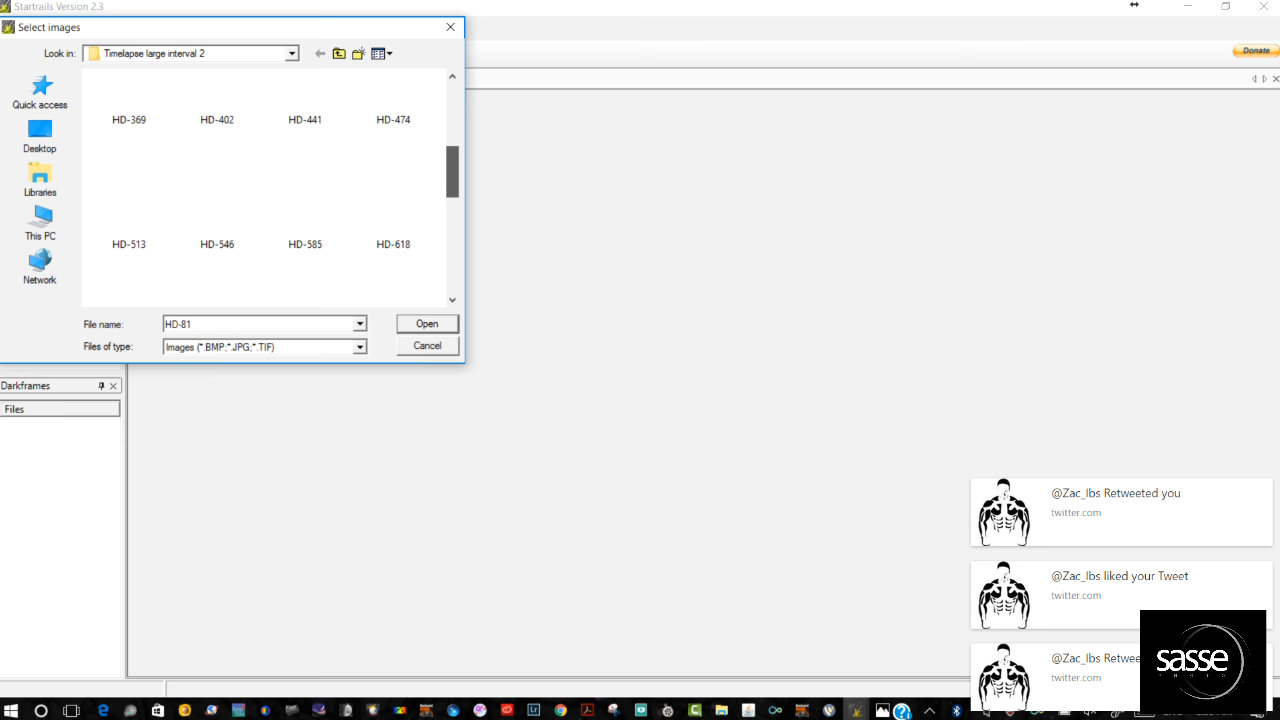 Startrails Version 2.3
Select images
Look in:
Timelapse large interval 2
Donate
Quick access
Desktop
Libraries
This PC
Network
HD-369
HD-402
HD-441
HD-474
HD-513
HD-546
HD-585
HD-618
File name:
HD-81
Open
Files of type:
Images (*.BMP;*.JPG;*.TIF)
Cancel
Darkframes
Files
@Zac_lbs Retweeted you
twitter.com
@Zac_lbs liked your Tweet
twitter.com
@Zac_lbs Retwee
twitter.com
sasse
PHOTO